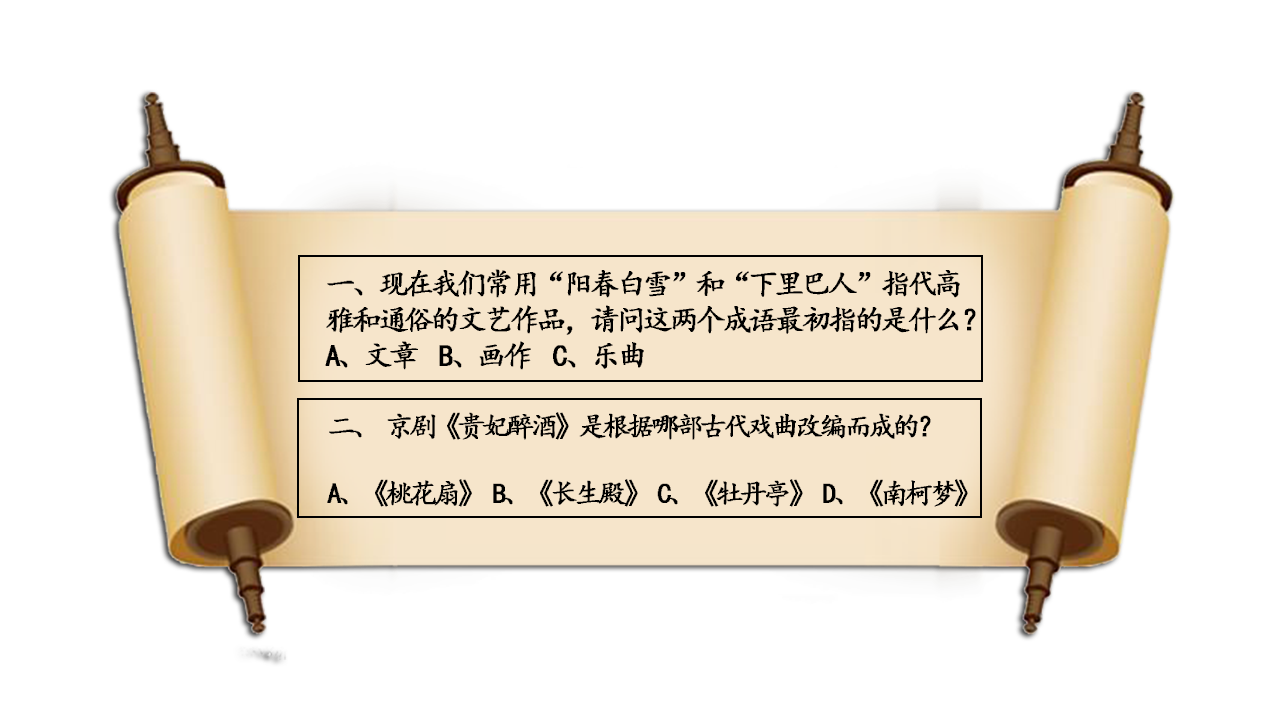 一、现在我们常用“阳春白雪”和“下里巴人”指代高
雅和通俗的文艺作品，请问这两个成语最初指的是什么？
A、文章 B、画作 C、乐曲
二、 京剧《贵妃醉酒》是根据哪部古代戏曲改编而成的？
A、《桃花扇》 B、《长生殿》 C、《牡丹亭》 D、《南柯梦》